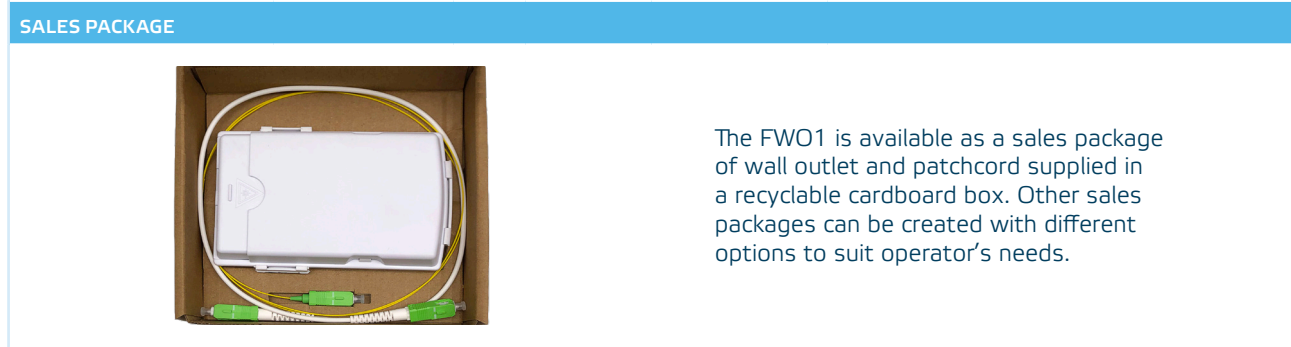 SALES PACKAGE
The FWO1 is available as a sales package
of wall outlet and patchcord supplied in
a recyclable cardboard box. Other sales
packages can be created with different
options to suit operator's needs.